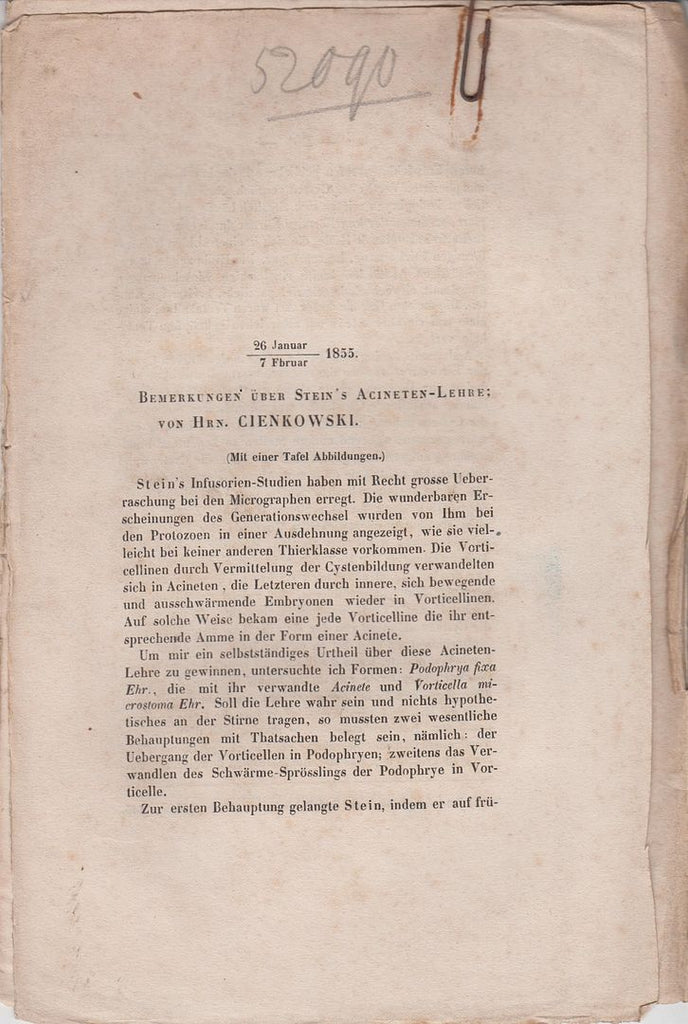 52090
26 Januar
7 Fbruar 1855.
Bemerkungen über Stein's Acineten-Lehre;
von Hrn. CIENKOWSKI.
(Mit einer Tafel Abbildungen.)
Stein's Infusorien-Studien haben mit Recht grosse Ueber-
raschung bei den Micrographen erregt. Die wunderbaren Er-
scheinungen des Generationswechsel wurden von Ihm bei
den Protozoen in einer Ausdehnung angezeigt, wie sie viel-
leicht bei keiner anderen Thierklasse vorkommen. Die Vorti-
cellinen durch Vermittelung der Cystenbildung verwandelten
sich in Acineten, die Letzteren durch innere, sich bewegende
und ausschwärmende Embryonen wieder in Vorticellinen.
Auf solche Weise bekam eine jede Vorticelline die ihr ent-
sprechende Amme in der Form einer Acinete.
Um mir ein selbstständiges Urtheil über diese Acineten-
Lehre zu gewinnen, untersuchte ich Formen: Podophrya fixa
Ehr., die mit ihr verwandte Acinete und Vorticella mi-
crostoma Ehr. Soll die Lehre wahr sein und nichts hypothe-
tisches an der Stirne tragen, so mussten zwei wesentliche
Behauptungen mit Thatsachen belegt sein, nämlich: der
Uebergang der Vorticellen in Podophryen; zweitens das Ver-
wandlen des Schwärme-Sprösslings der Podophrye in Vor-
ticelle.
Zur ersten Behauptung gelangte Stein, indem er auf frü-